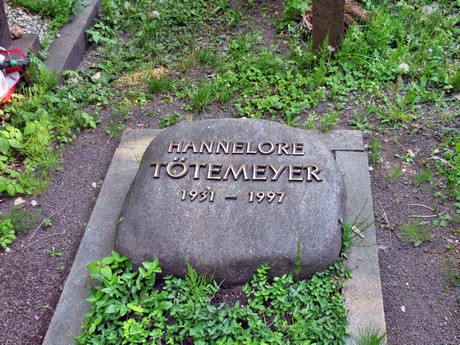 HANNELORE
TÖTEMEYER
1931 – 1997